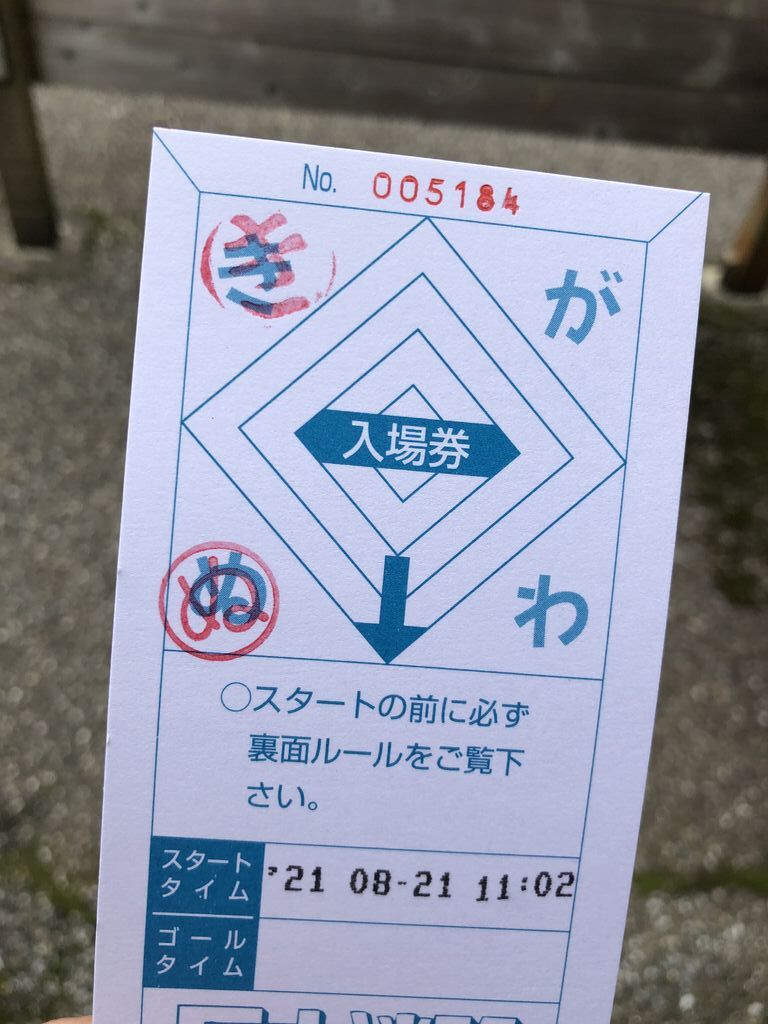 No. 005184
ぎ
が
入場券
ぬ
わ
○スタートの前に必ず
裏面ルールをご覧下
さい。
スタート
タイム
'21 08-21 11:02
ゴール
タイム